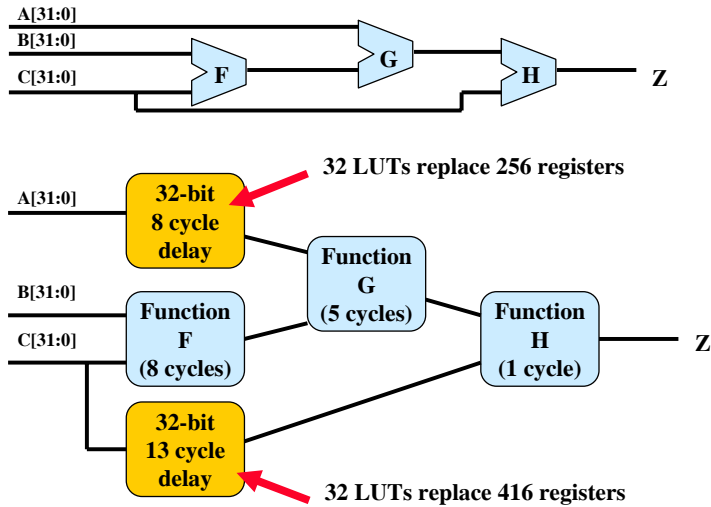 A[31:0]
B[31:0]
C[31:0]
F
G
H
Z
32 LUTs replace 256 registers
A[31:0]
32-bit
8 cycle
delay
Function
G
(5 cycles)
B[31:0]
C[31:0]
Function
F
(8 cycles)
Function
H
(1 cycle)
Z
32-bit
13 cycle
delay
32 LUTs replace 416 registers